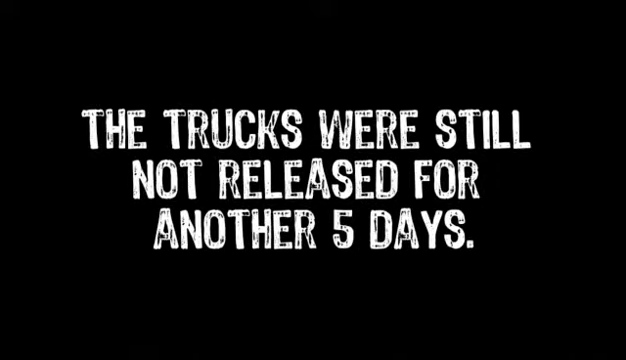 THE TRUCKS WERE STILL
NOT RELEASED FOR
ANOTHER 5 DAYS.